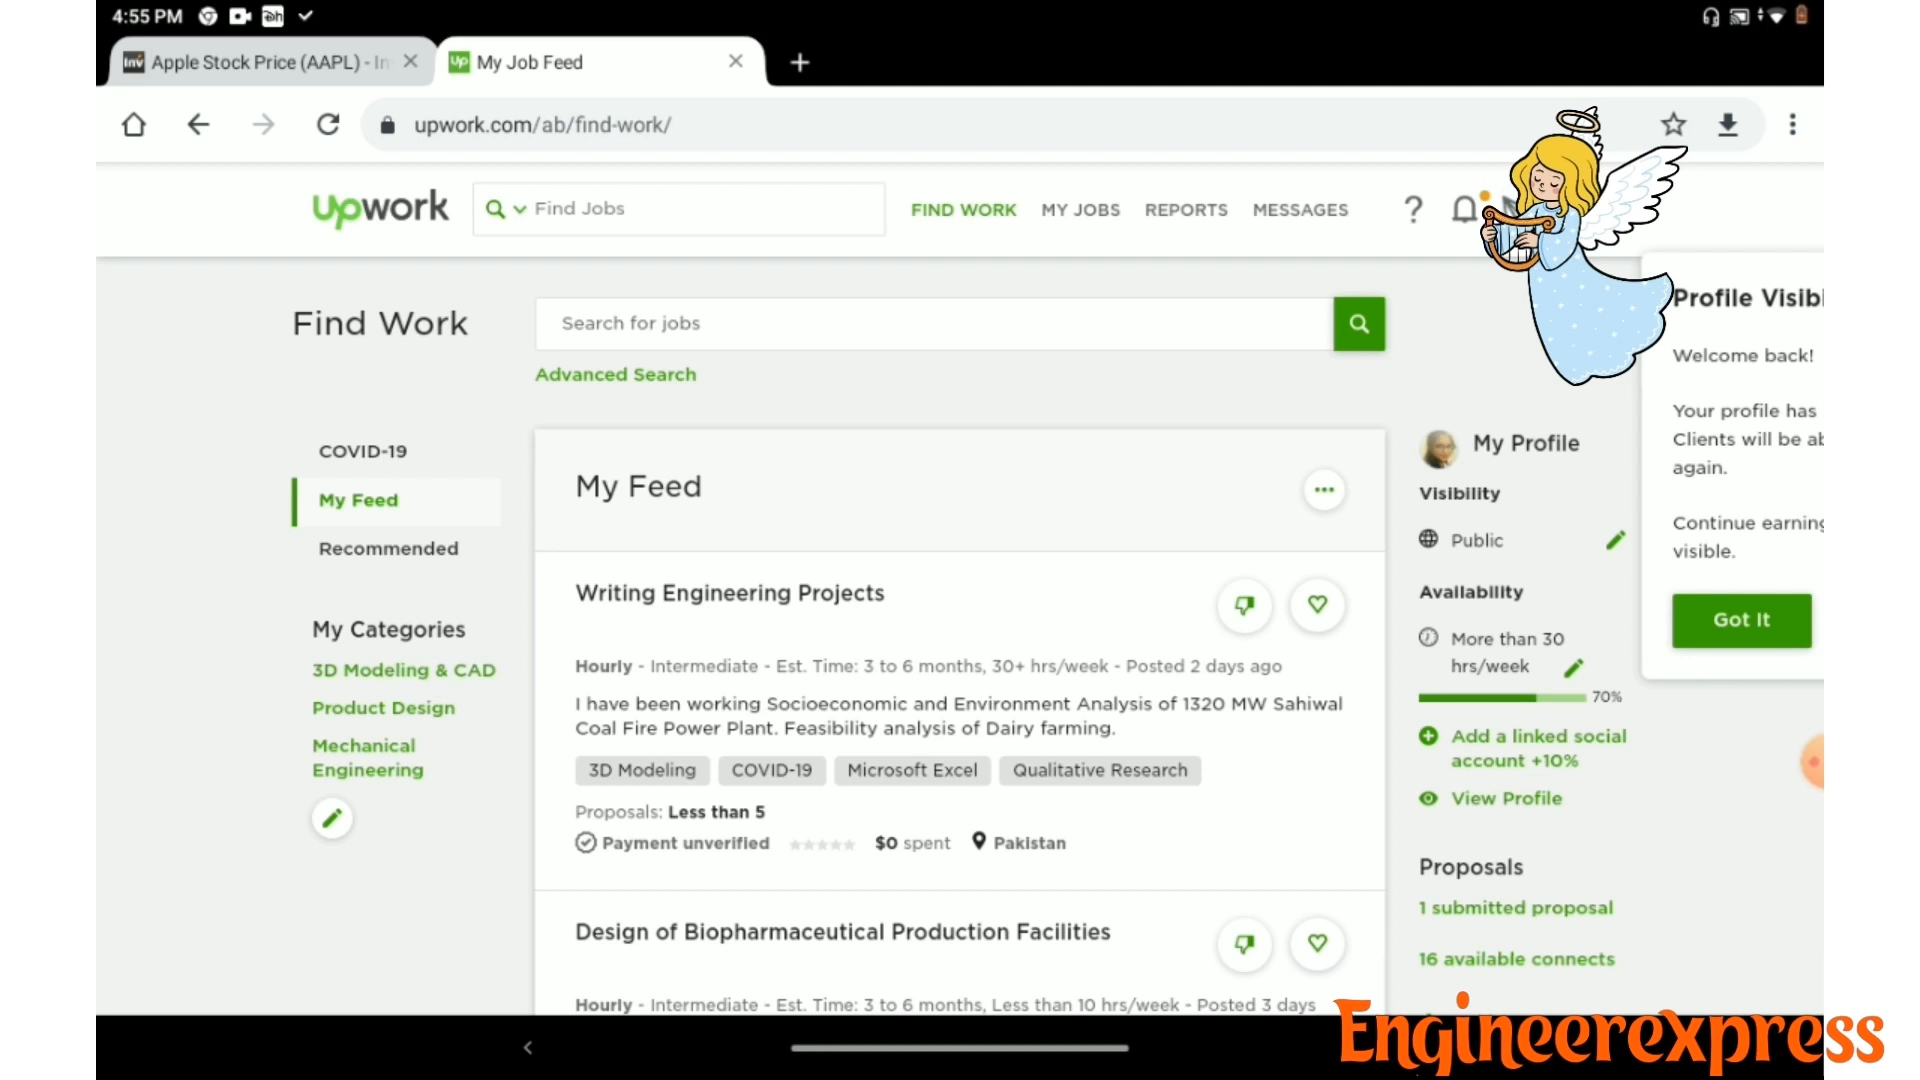 4:55 PM
Inv Apple Stock Price (AAPL) - In
Up My Job Feed
upwork.com/ab/find-work/
Upwork
Find Jobs
FIND WORK MY JOBS REPORTS MESSAGES
Find Work
Search for jobs
Advanced Search
COVID-19
My Feed
Recommended
My Categories
3D Modeling & CAD
Product Design
Mechanical
Engineering
My Feed
Writing Engineering Projects
Hourly - Intermediate - Est. Time: 3 to 6 months, 30+ hrs/week - Posted 2 days ago
I have been working Socioeconomic and Environment Analysis of 1320 MW Sahiwal
Coal Fire Power Plant. Feasibility analysis of Dairy farming.
3D Modeling COVID-19 Microsoft Excel Qualitative Research
Proposals: Less than 5
Payment unverified $0 spent Pakistan
Design of Biopharmaceutical Production Facilities
Hourly - Intermediate - Est. Time: 3 to 6 months, Less than 10 hrs/week - Posted 3 days
My Profile
Visibility
Public
Availability
More than 30
hrs/week
70%
Add a linked social
account +10%
View Profile
Proposals
1 submitted proposal
16 available connects
Profile Visibl
Welcome back!
Your profile has
Clients will be ab
again.
Continue earning
visible.
Got It
Engineerexpress